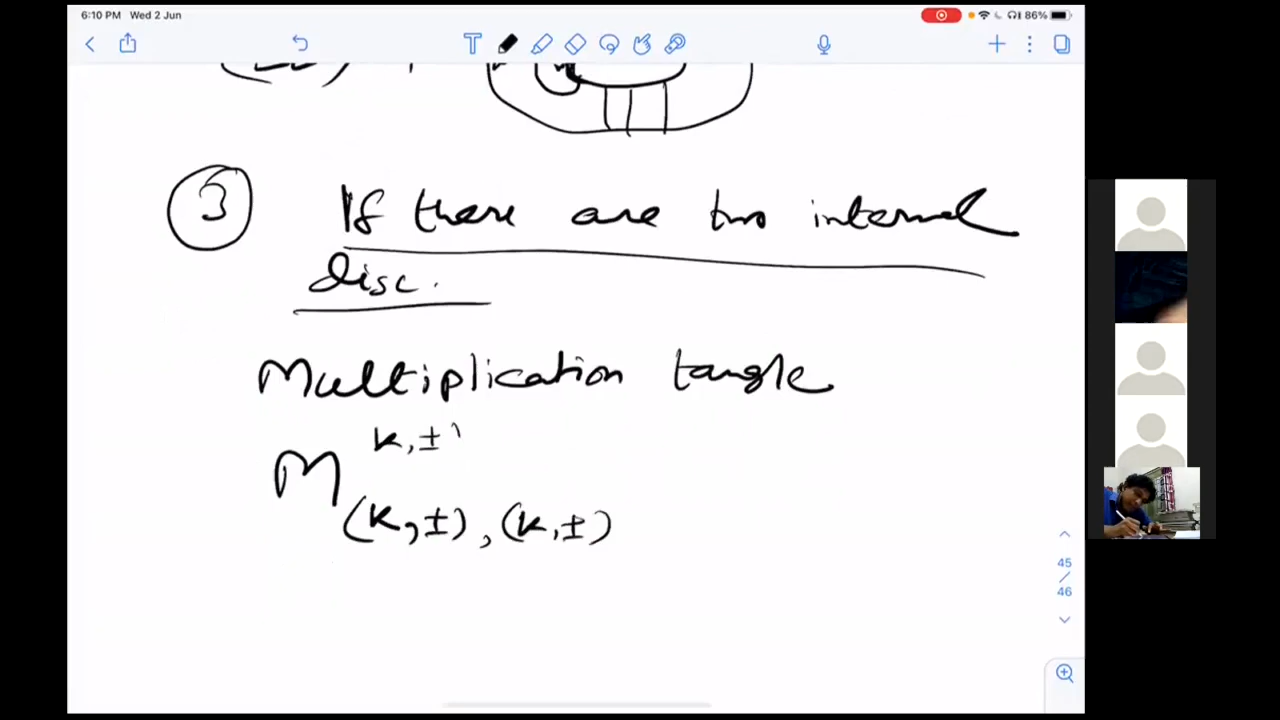 6:10 PM Wed 2 Jun
86%
3 If there are two internal
disc.
Multiplication tangle
M^{k,±}_{(k,±),(k,±)}
45
/
46